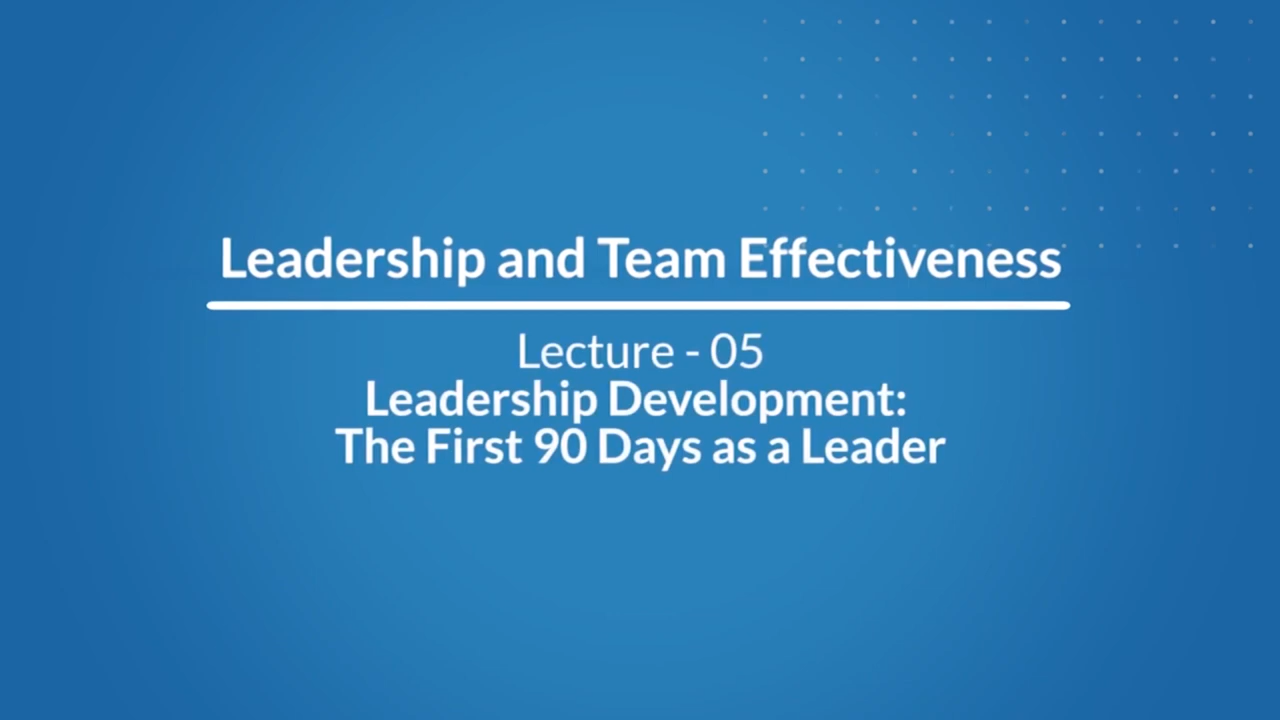 Leadership and Team Effectiveness
Lecture - 05
Leadership Development:
The First 90 Days as a Leader